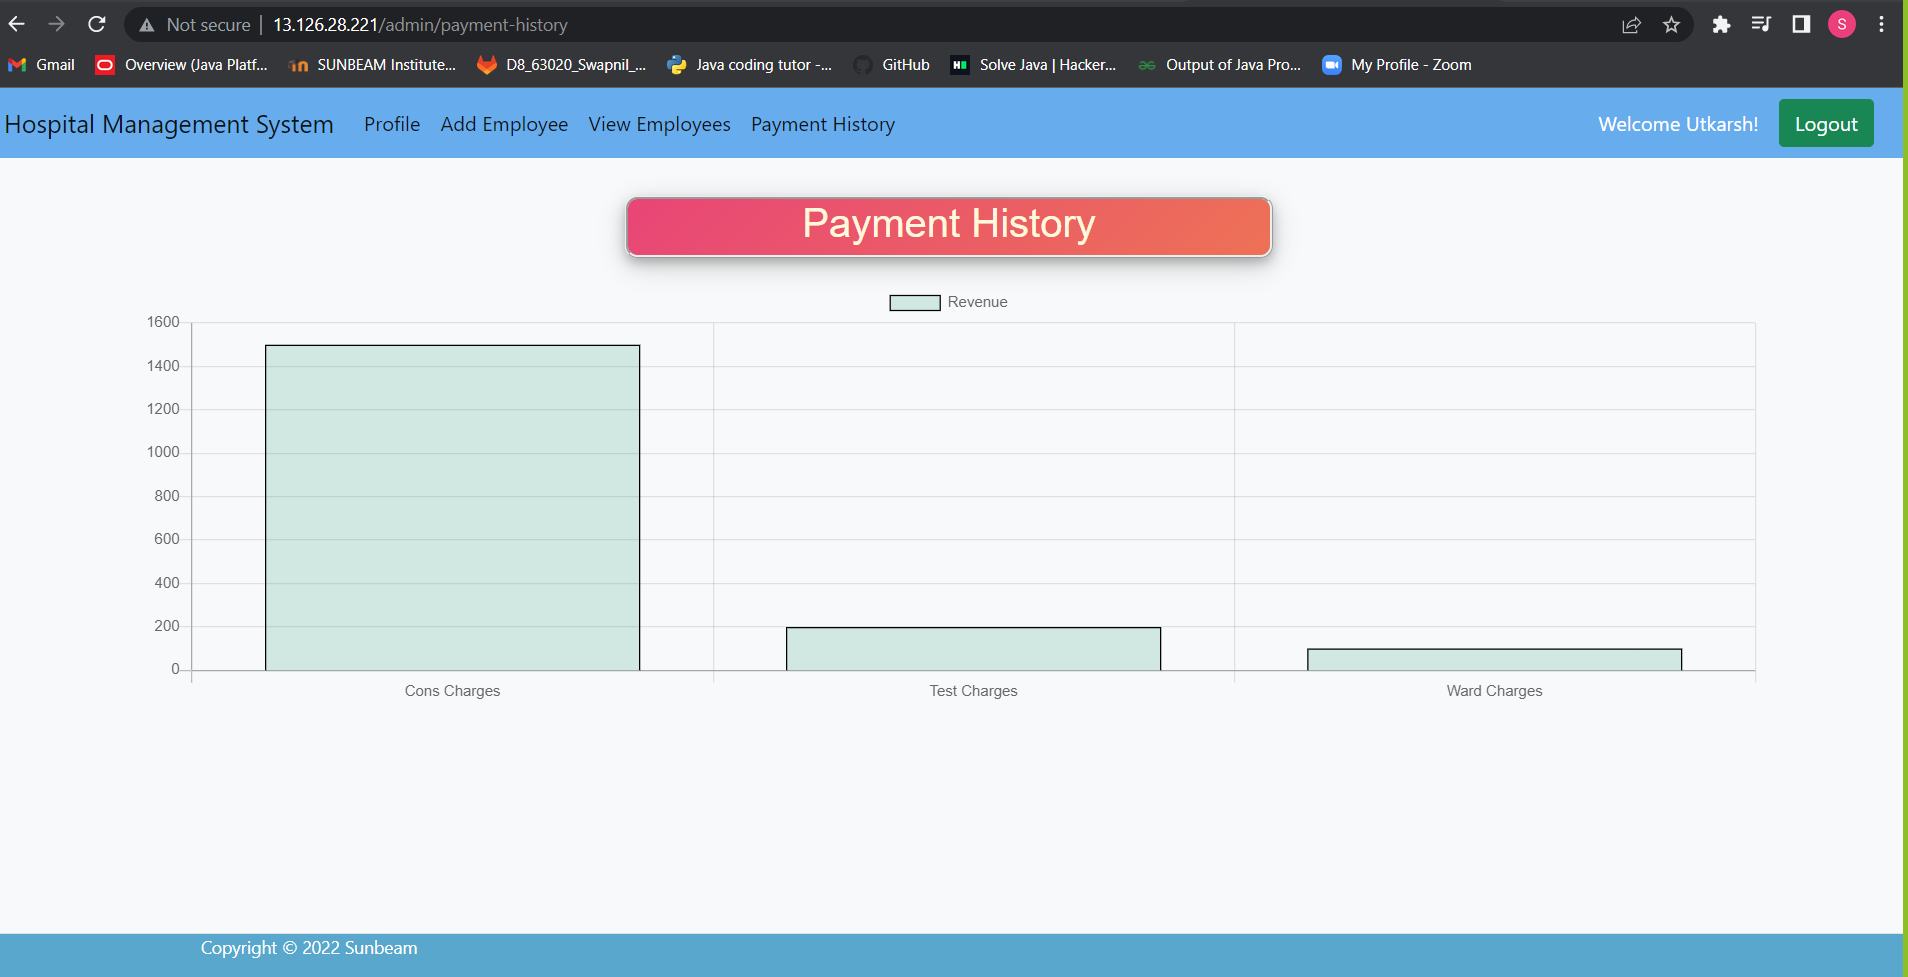 Not secure | 13.126.28.221/admin/payment-history
S
Gmail Overview (Java Platf... SUNBEAM Institute... D8_63020_Swapnil_... Java coding tutor -... GitHub Solve Java | Hacker... Output of Java Pro... My Profile - Zoom
Hospital Management System Profile Add Employee View Employees Payment History Welcome Utkarsh! Logout
Payment History
Revenue
1600
1400
1200
1000
800
600
400
200
0
Cons Charges Test Charges Ward Charges
Copyright © 2022 Sunbeam